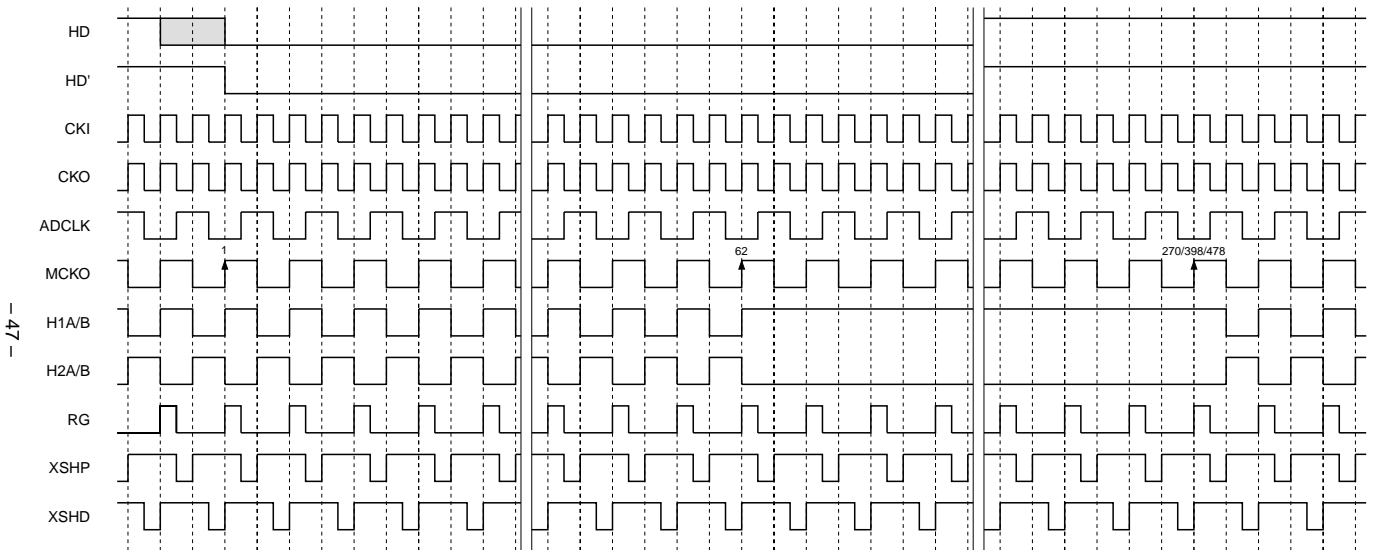 HD
HD'
CKI
CKO
ADCLK
1
62
270/398/478
MCKO
H1A/B
H2A/B
RG
XSHP
XSHD
– 47 –